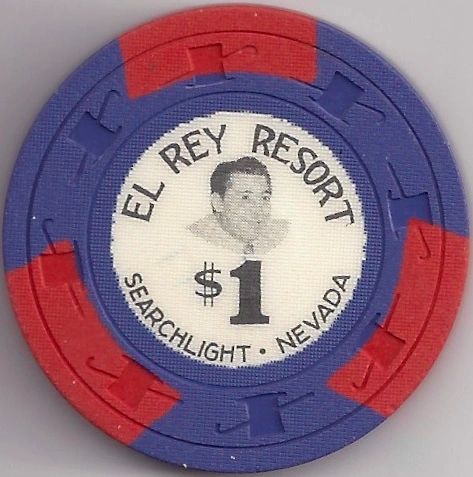 EL REY RESORT
$1
SEARCHLIGHT · NEVADA